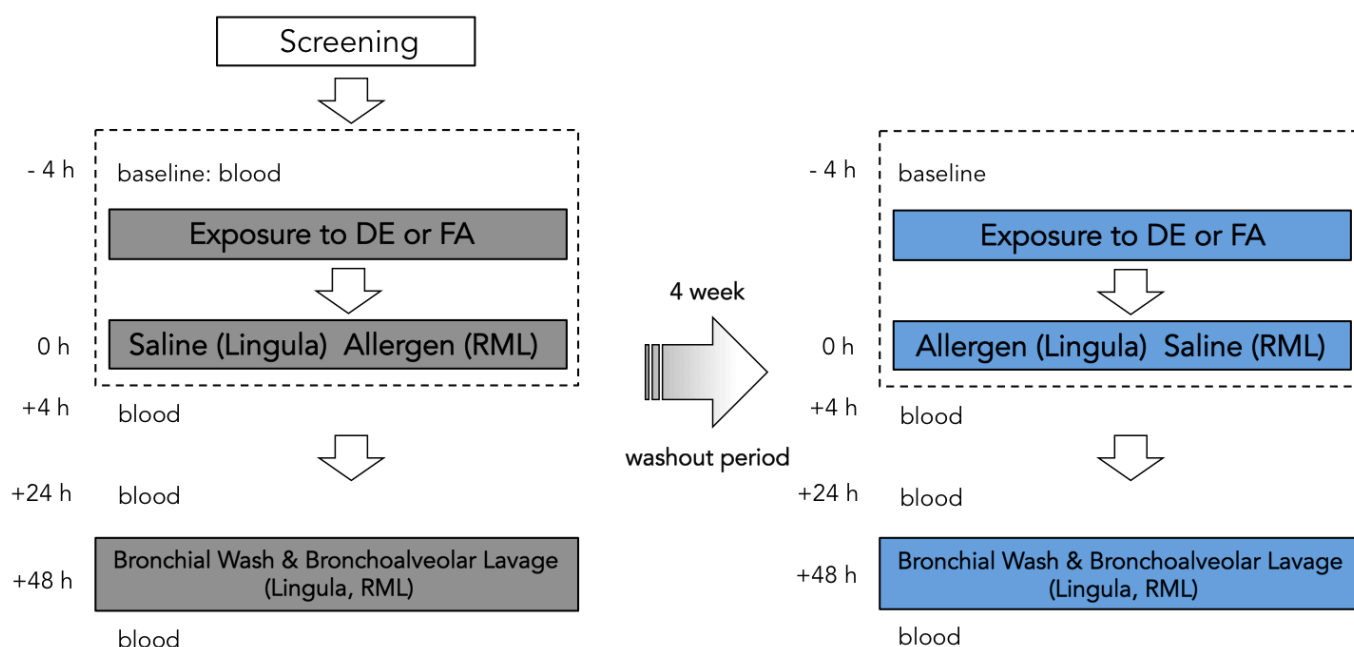 Screening
- 4 h
baseline: blood
Exposure to DE or FA
0 h
Saline (Lingula) Allergen (RML)
+4 h
blood
+24 h
blood
+48 h
Bronchial Wash & Bronchoalveolar Lavage
(Lingula, RML)
blood
4 week
washout period
- 4 h
baseline
Exposure to DE or FA
0 h
Allergen (Lingula) Saline (RML)
+4 h
blood
+24 h
blood
+48 h
Bronchial Wash & Bronchoalveolar Lavage
(Lingula, RML)
blood